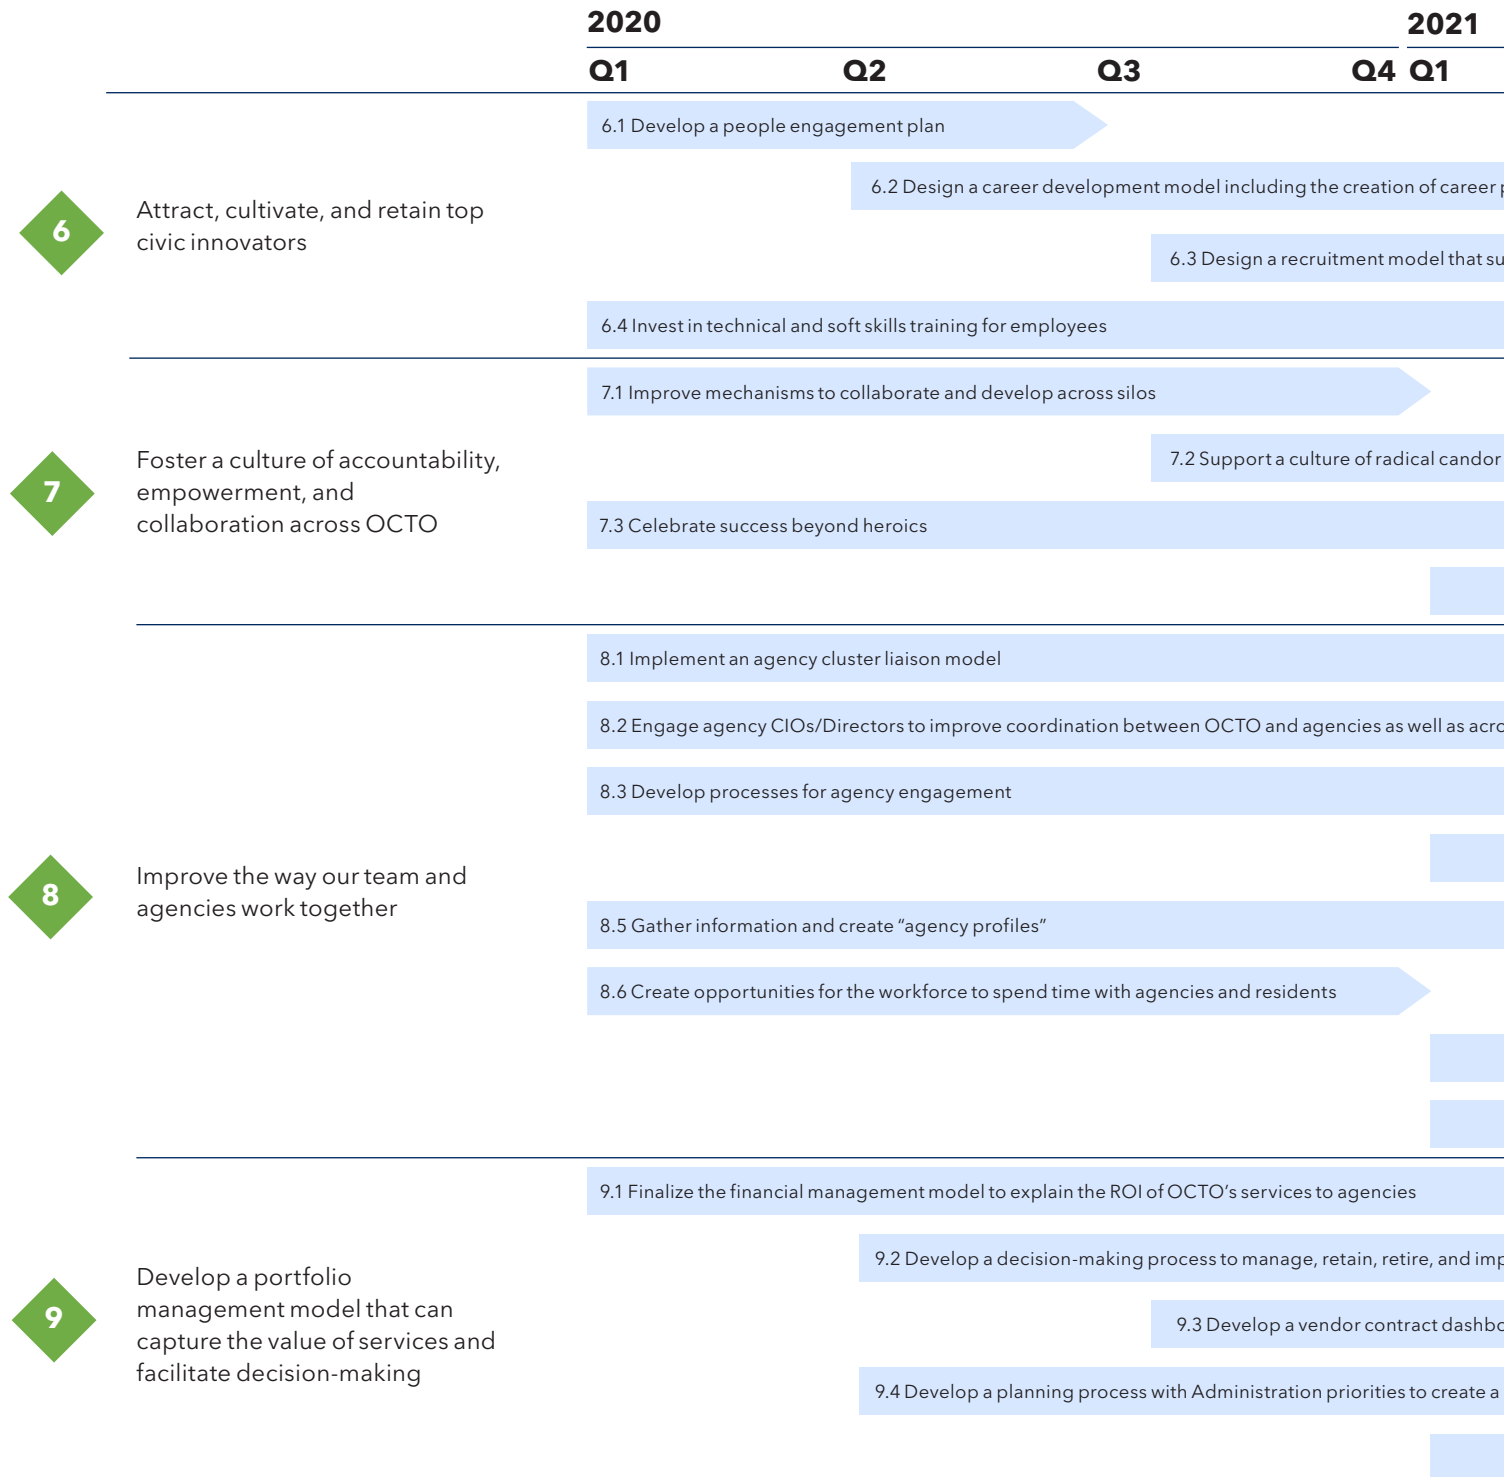 2020
2021
Q1 Q2 Q3 Q4 Q1
6.1 Develop a people engagement plan
6.2 Design a career development model including the creation of career
6
Attract, cultivate, and retain top
civic innovators
6.3 Design a recruitment model that
6.4 Invest in technical and soft skills training for employees
7.1 Improve mechanisms to collaborate and develop across silos
7
Foster a culture of accountability,
empowerment, and
collaboration across OCTO
7.2 Support a culture of radical candor
7.3 Celebrate success beyond heroics
8.1 Implement an agency cluster liaison model
8.2 Engage agency CIOs/Directors to improve coordination between OCTO and agencies as well as
8.3 Develop processes for agency engagement
8
Improve the way our team and
agencies work together
8.5 Gather information and create “agency profiles”
8.6 Create opportunities for the workforce to spend time with agencies and residents
9.1 Finalize the financial management model to explain the ROI of OCTO’s services to agencies
9.2 Develop a decision-making process to manage, retain, retire, and
9
Develop a portfolio
management model that can
capture the value of services and
facilitate decision-making
9.3 Develop a vendor contract
9.4 Develop a planning process with Administration priorities to create a